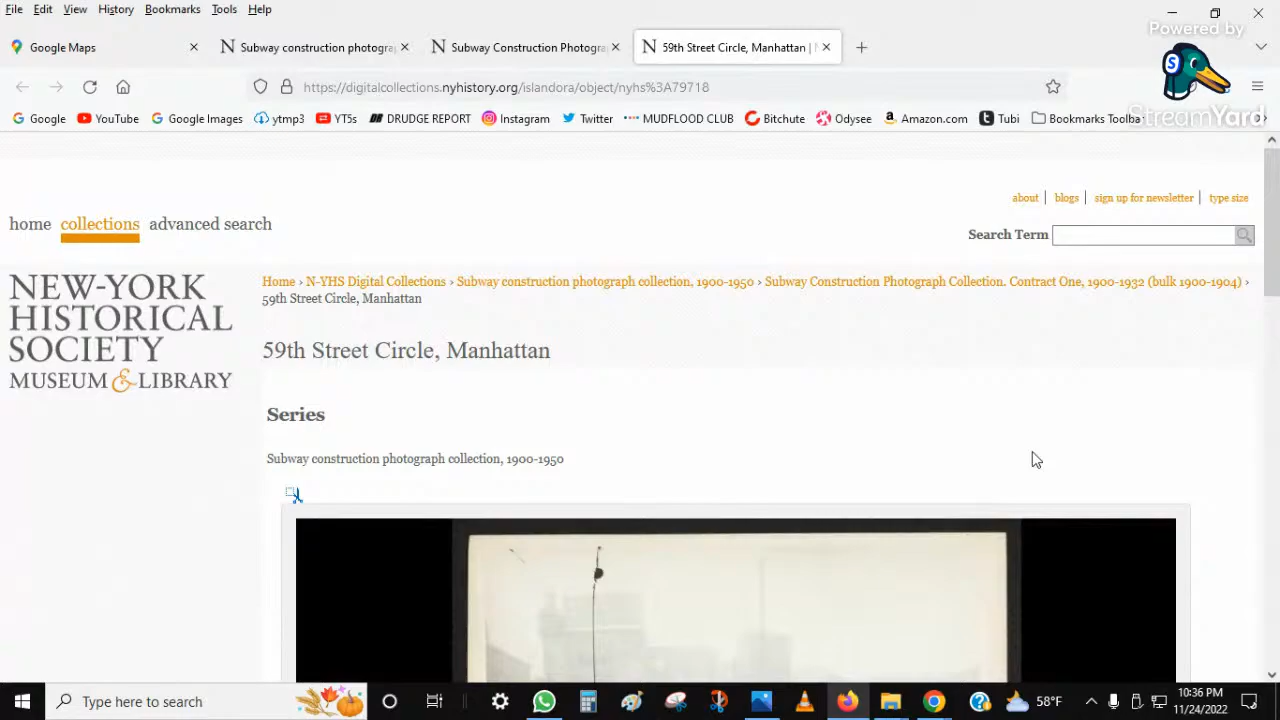 File Edit View History Bookmarks Tools Help
Powered by
Google Maps
Subway construction photogra
Subway Construction Photogra
59th Street Circle, Manhattan |
https://digitalcollections.nyhistory.org/islandora/object/nyhs%3A79718
Google YouTube Google Images ytmp3 YT5s DRUDGE REPORT Instagram Twitter MUDFLOOD CLUB Bitchute Odysee Amazon.com Tubi Bookmarks Toolba
StreamYard
about blogs sign up for newsletter type size
home collections advanced search
Search Term
NEW-YORK
HISTORICAL
SOCIETY
MUSEUM & LIBRARY
Home › N-YHS Digital Collections › Subway construction photograph collection, 1900-1950 › Subway Construction Photograph Collection. Contract One, 1900-1932 (bulk 1900-1904) ›
59th Street Circle, Manhattan
59th Street Circle, Manhattan
Series
Subway construction photograph collection, 1900-1950
Type here to search
58°F
10:36 PM
11/24/2022